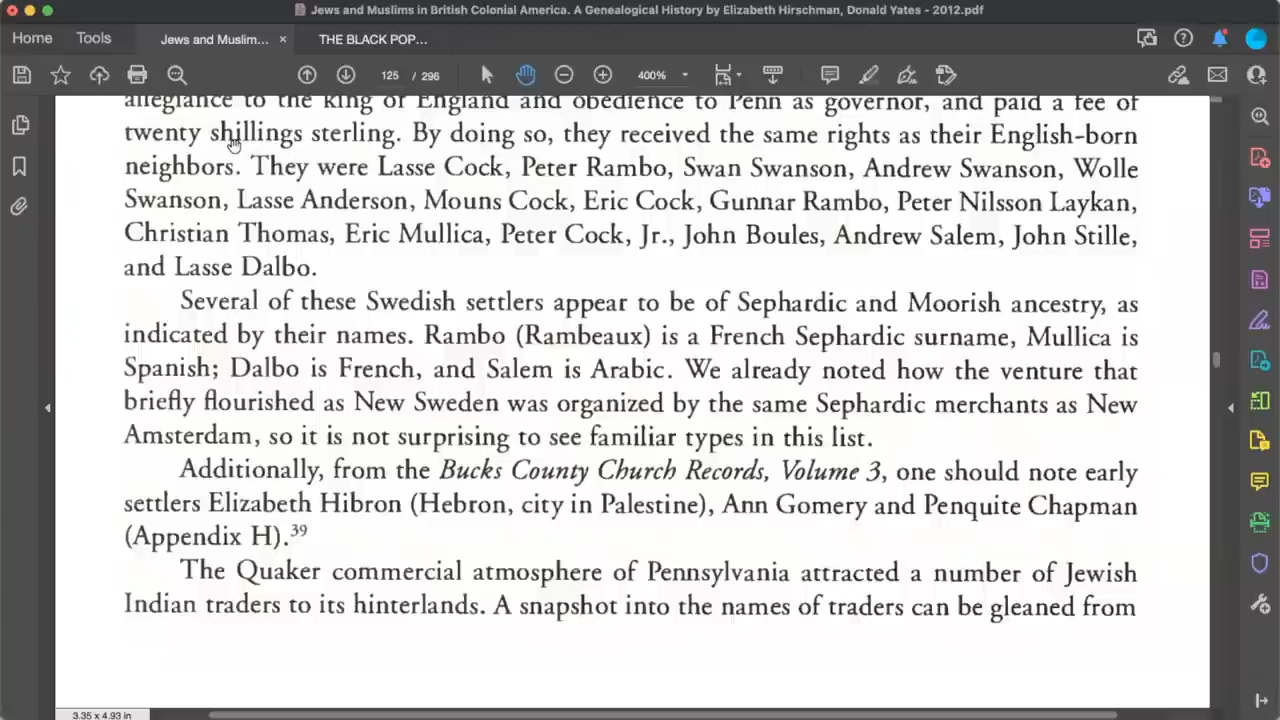 Jews and Muslims in British Colonial America. A Genealogical History by Elizabeth Hirschman, Donald Yates - 2012.pdf
Home Tools Jews and Muslim... × THE BLACK POP...
125 / 296 400%
allegiance to the king of England and obedience to Penn as governor, and paid a fee of
twenty shillings sterling. By doing so, they received the same rights as their English-born
neighbors. They were Lasse Cock, Peter Rambo, Swan Swanson, Andrew Swanson, Wolle
Swanson, Lasse Anderson, Mouns Cock, Eric Cock, Gunnar Rambo, Peter Nilsson Laykan,
Christian Thomas, Eric Mullica, Peter Cock, Jr., John Boules, Andrew Salem, John Stille,
and Lasse Dalbo.
Several of these Swedish settlers appear to be of Sephardic and Moorish ancestry, as
indicated by their names. Rambo (Rambeaux) is a French Sephardic surname, Mullica is
Spanish; Dalbo is French, and Salem is Arabic. We already noted how the venture that
briefly flourished as New Sweden was organized by the same Sephardic merchants as New
Amsterdam, so it is not surprising to see familiar types in this list.
Additionally, from the Bucks County Church Records, Volume 3, one should note early
settlers Elizabeth Hibron (Hebron, city in Palestine), Ann Gomery and Penquite Chapman
(Appendix H).39
The Quaker commercial atmosphere of Pennsylvania attracted a number of Jewish
Indian traders to its hinterlands. A snapshot into the names of traders can be gleaned from
3.35 x 4.93 in